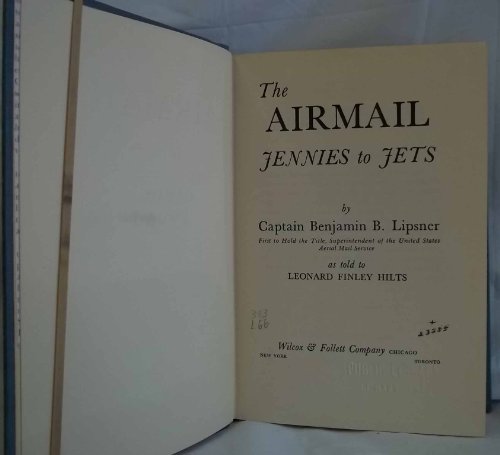 The
AIRMAIL
JENNIES to JETS
by
Captain Benjamin B. Lipsner
First to Hold the Title, Superintendent of the United States
Aerial Mail Service
as told to
LEONARD FINLEY HILTS
Wilcox & Follett Company CHICAGO
NEW YORK TORONTO